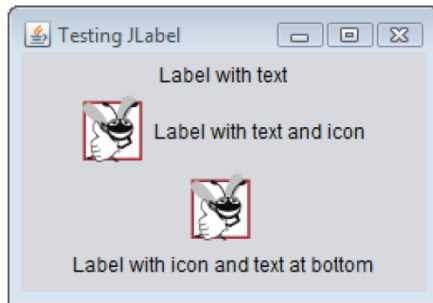 Testing JLabel
Label with text
Label with text and icon
Label with icon and text at bottom